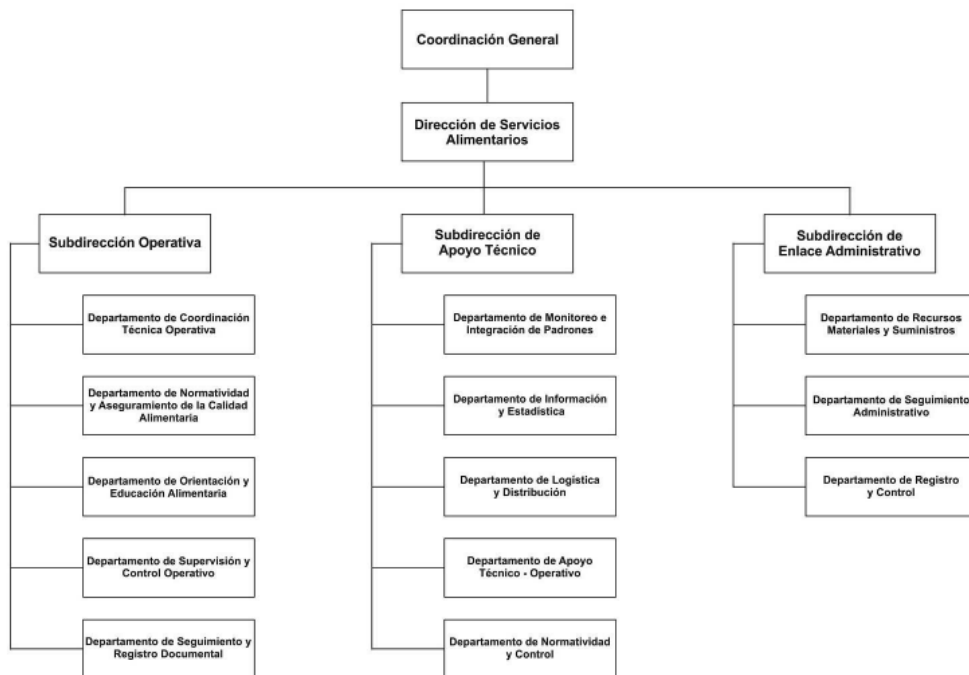 Coordinación General
Dirección de Servicios
Alimentarios
Subdirección Operativa
Departamento de Coordinación
Técnica Operativa
Departamento de Normatividad
y Aseguramiento de la Calidad
Alimentaria
Departamento de Orientación y
Educación Alimentaria
Departamento de Supervisión y
Control Operativo
Departamento de Seguimiento y
Registro Documental
Subdirección de
Apoyo Técnico
Departamento de Monitoreo e
Integración de Padrones
Departamento de Información
y Estadística
Departamento de Logística
y Distribución
Departamento de Apoyo
Técnico - Operativo
Departamento de Normatividad
y Control
Subdirección de
Enlace Administrativo
Departamento de Recursos
Materiales y Suministros
Departamento de Seguimiento
Administrativo
Departamento de Registro
y Control